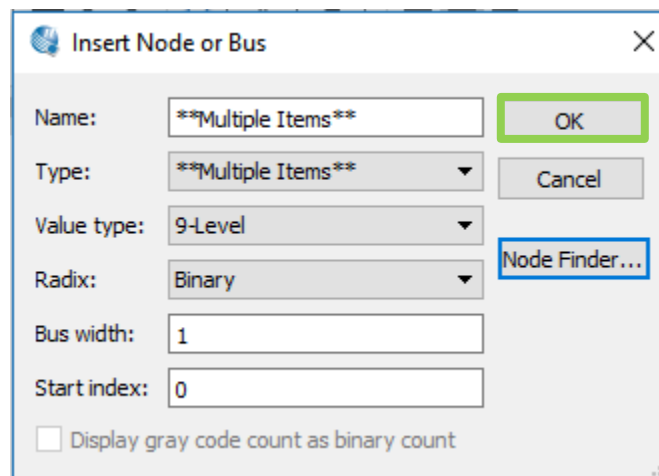 Insert Node or Bus
Name: **Multiple Items** OK
Type: **Multiple Items** Cancel
Value type: 9-Level
Node Finder...
Radix: Binary
Bus width: 1
Start index: 0
Display gray code count as binary count